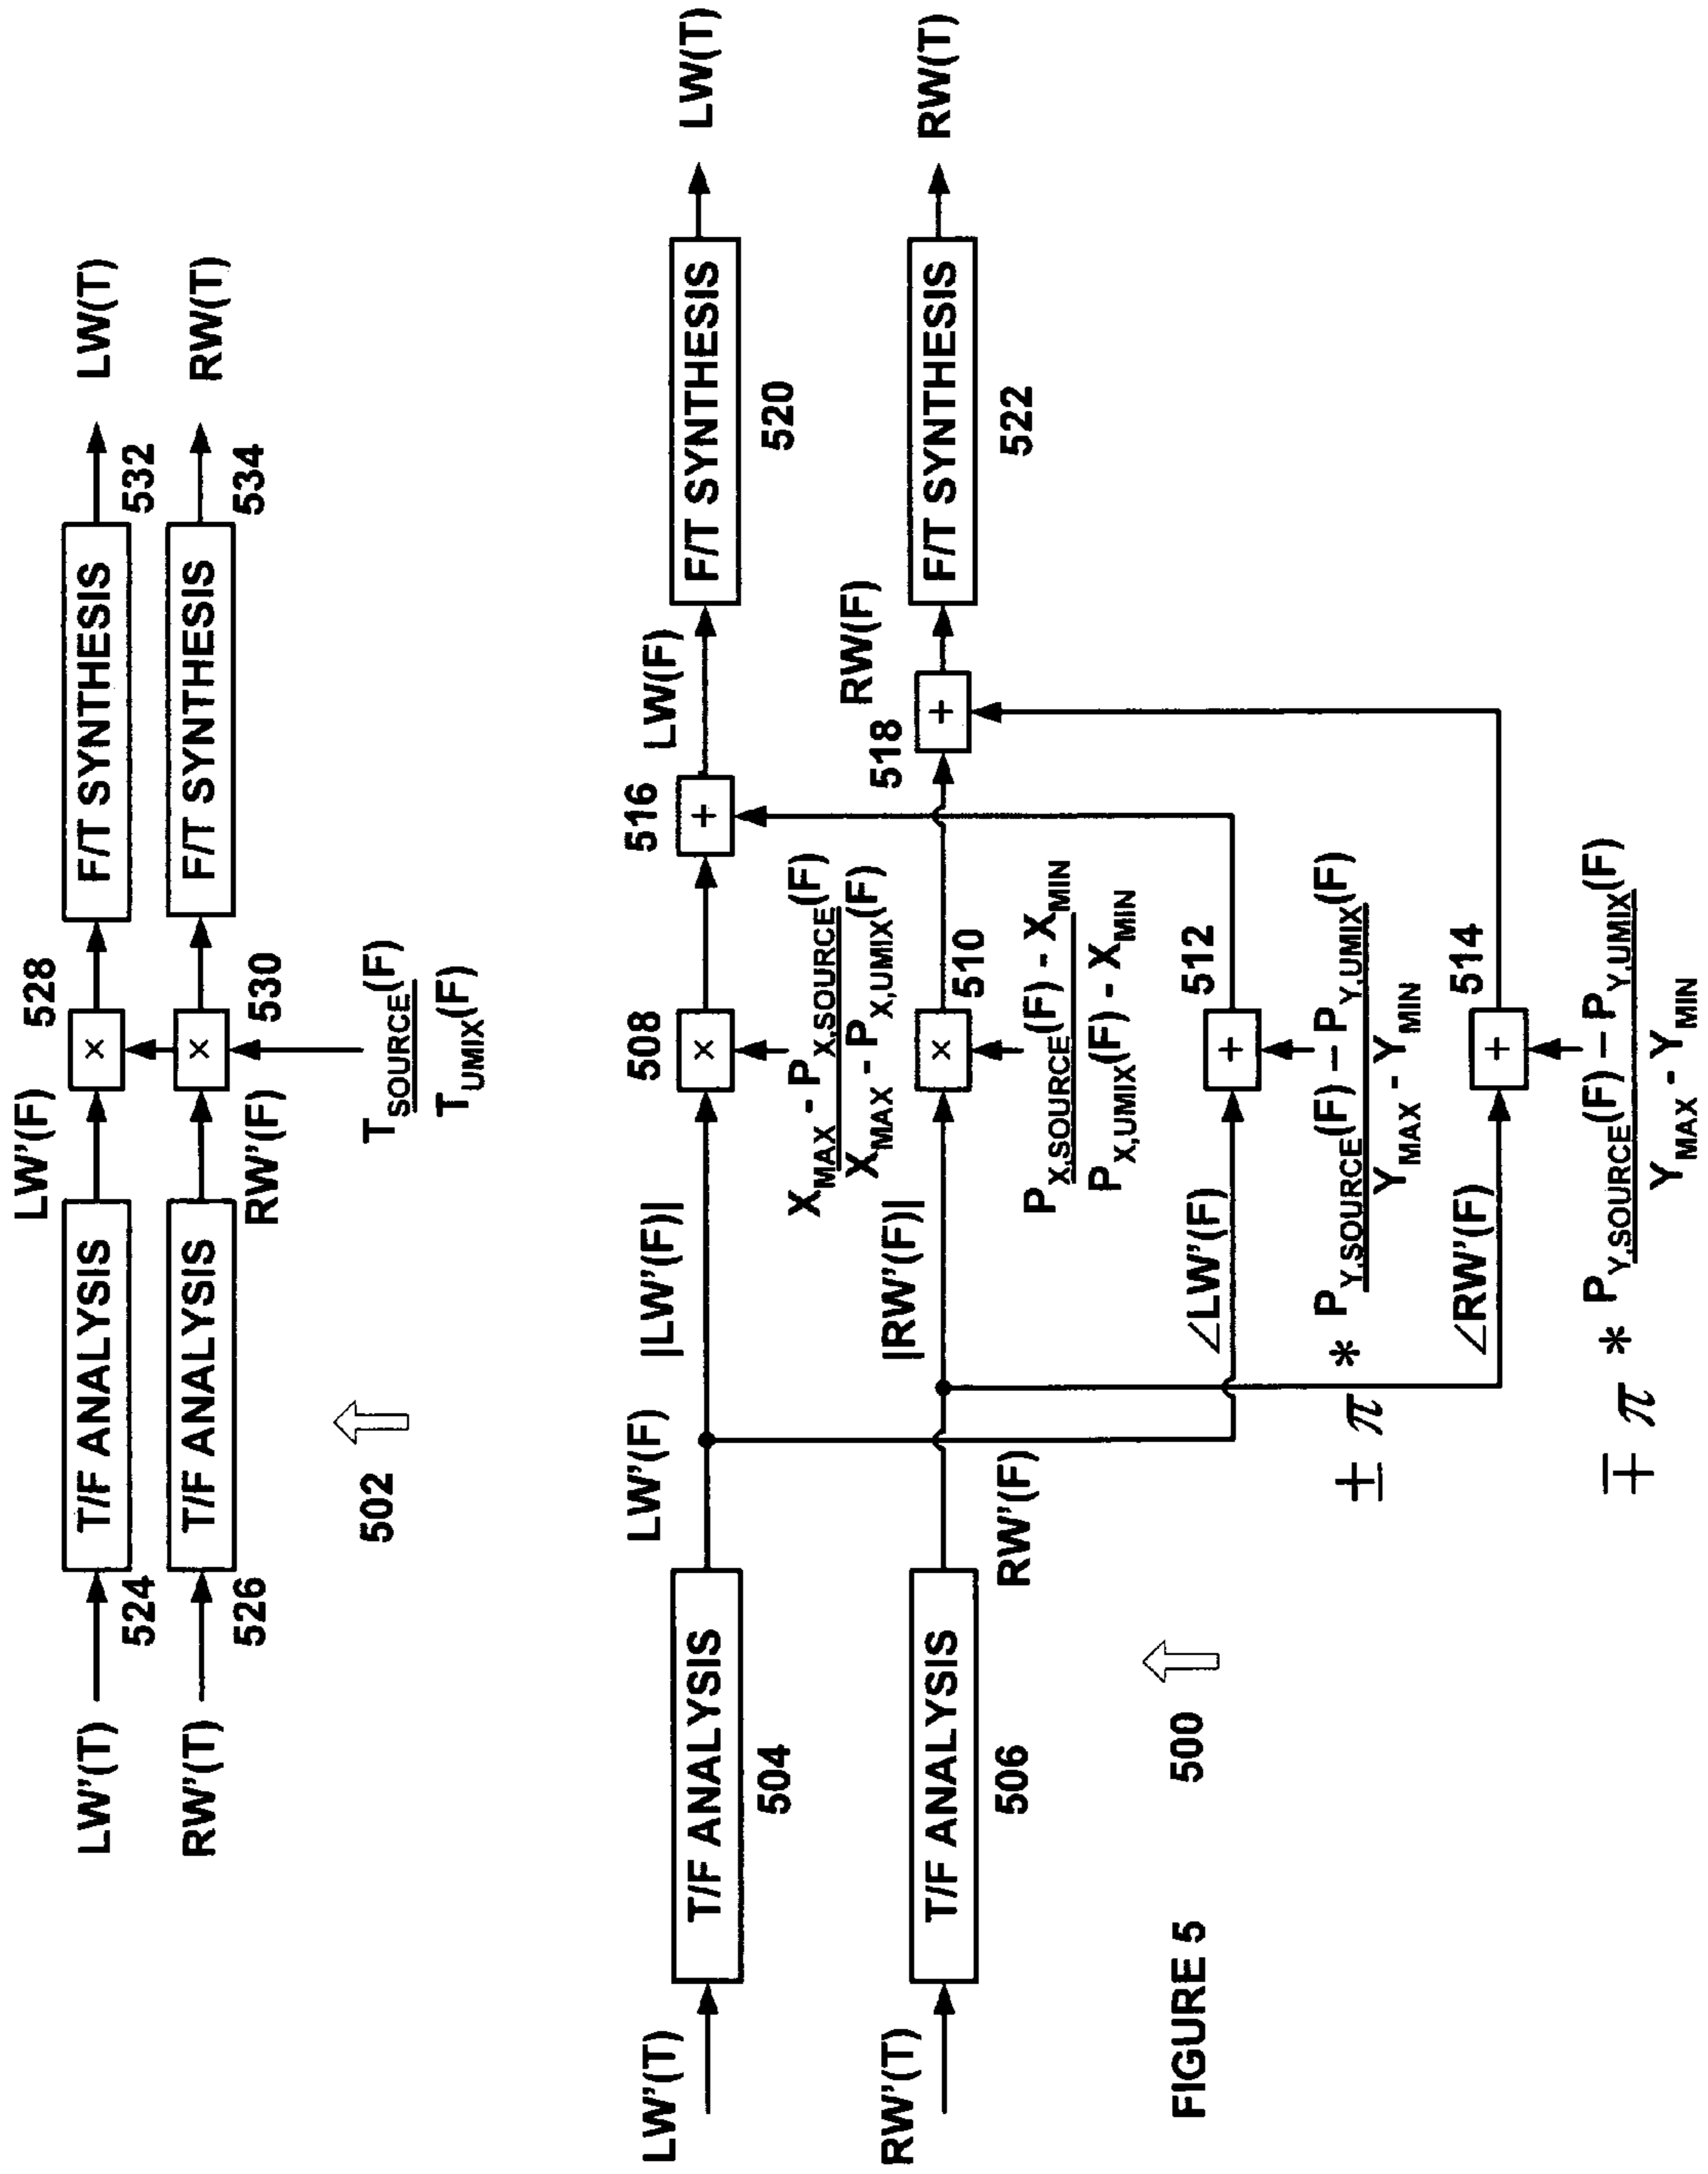 LW'(T)
T/F ANALYSIS
524
LW'(F)
×
528
F/T SYNTHESIS
532
LW(T)
RW'(T)
T/F ANALYSIS
526
RW'(F)
×
530
F/T SYNTHESIS
534
RW(T)
T_SOURCE(F)
T_UMIX(F)
502
LW'(T)
T/F ANALYSIS
504
LW'(F)
|LW'(F)|
508
×
X_MAX - P_X,SOURCE(F)
X_MAX - P_X,UMIX(F)
516
+
LW(F)
F/T SYNTHESIS
520
LW(T)
RW'(T)
T/F ANALYSIS
506
RW'(F)
|RW'(F)|
×
510
P_X,SOURCE(F) - X_MIN
P_X,UMIX(F) - X_MIN
518
+
RW(F)
F/T SYNTHESIS
522
RW(T)
∠LW'(F)
+
512
± π * P_Y,SOURCE(F) – P_Y,UMIX(F)
Y_MAX - Y_MIN
∠RW'(F)
+
514
∓ π * P_Y,SOURCE(F) – P_Y,UMIX(F)
Y_MAX - Y_MIN
500
FIGURE 5